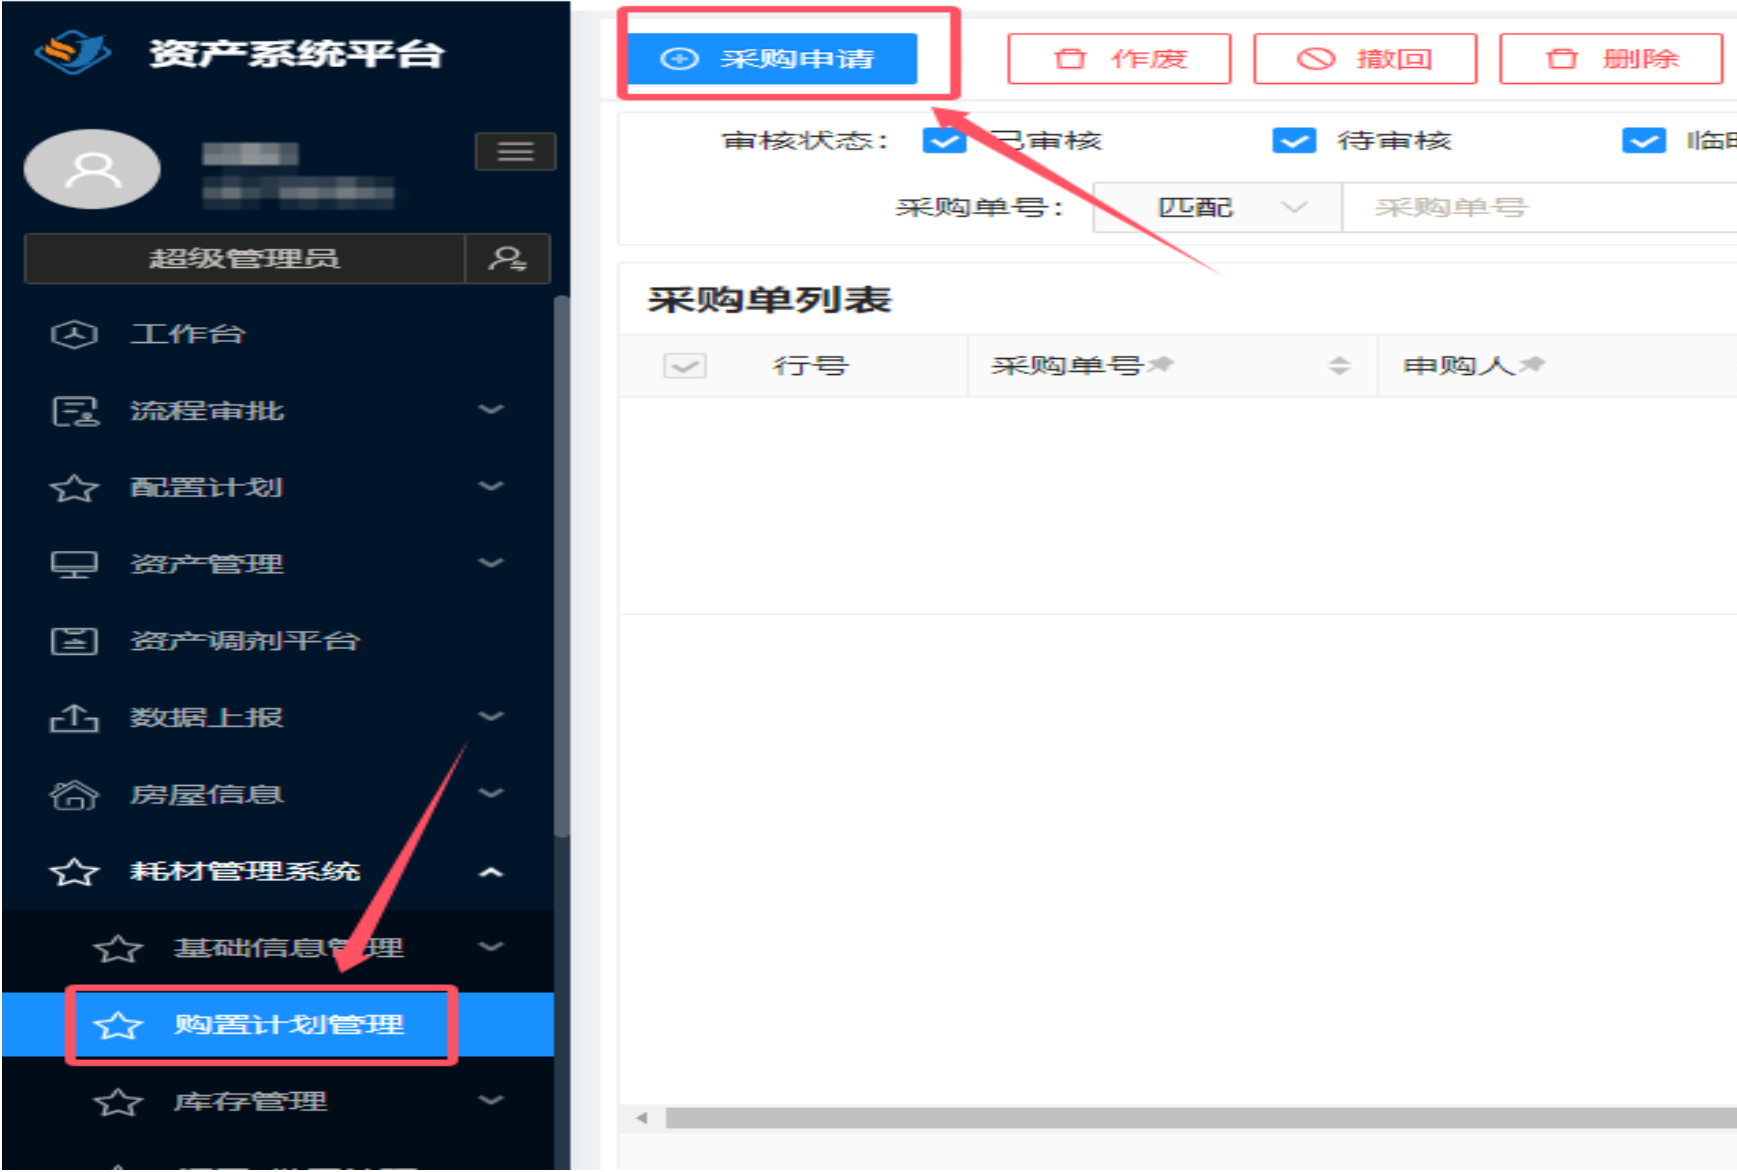 资产系统平台
超级管理员
工作台
流程审批
配置计划
资产管理
资产调剂平台
数据上报
房屋信息
耗材管理系统
基础信息管理
购置计划管理
库存管理
采购申请 作废 撤回 删除
审核状态: 已审核 待审核
采购单号: 匹配 采购单号
采购单列表
行号 采购单号 申购人